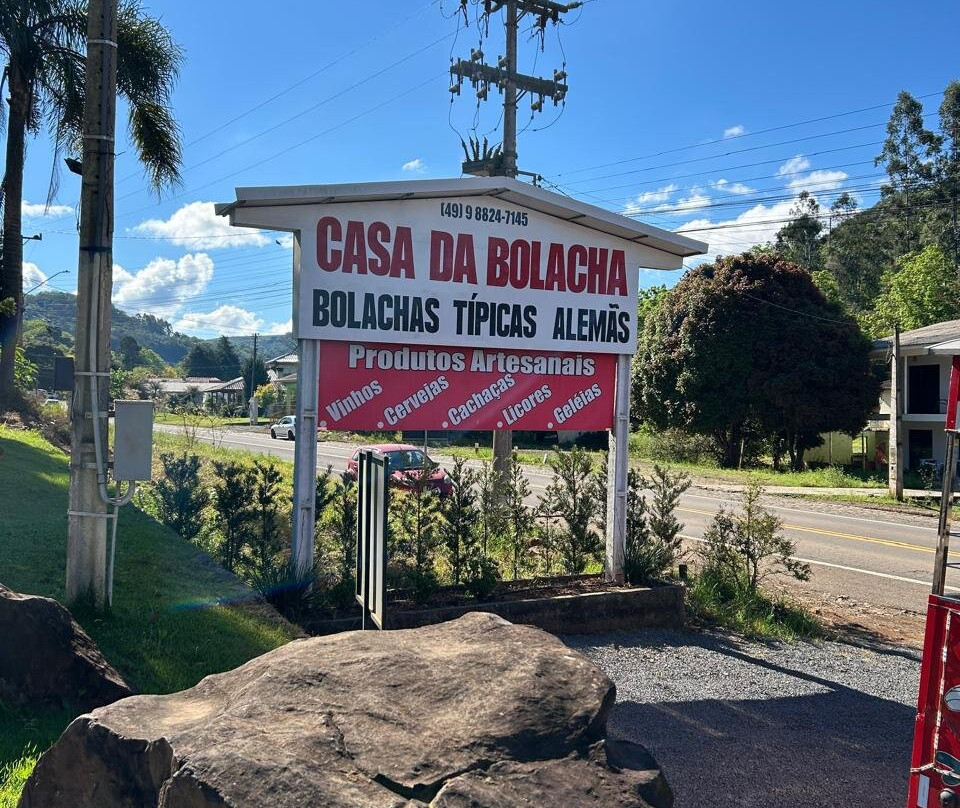 (49) 9 8824-7145
CASA DA BOLACHA
BOLACHAS TÍPICAS ALEMÃS
Produtos Artesanais
.Vinhos .Cervejas .Cachaças .Licores .Geléias